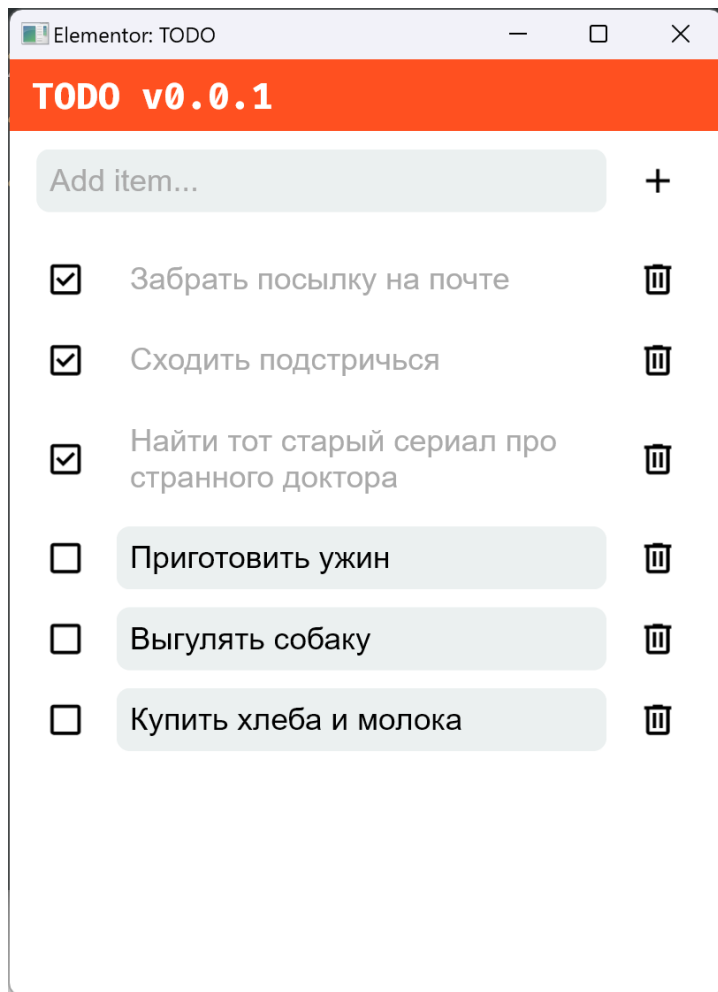 Elementor: TODO
TODO v0.0.1
Add item...
Забрать посылку на почте
Сходить подстричься
Найти тот старый сериал про
странного доктора
Приготовить ужин
Выгулять собаку
Купить хлеба и молока